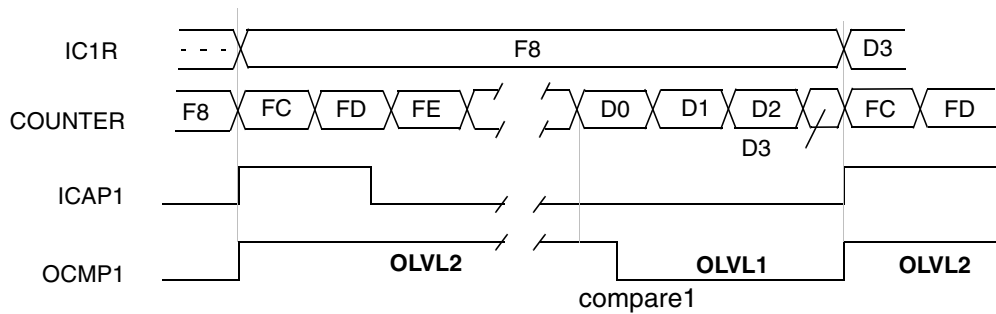 IC1R F8 D3
COUNTER F8 FC FD FE D0 D1 D2 FC FD
D3
ICAP1
OCMP1 OLVL2 OLVL1 OLVL2
compare1